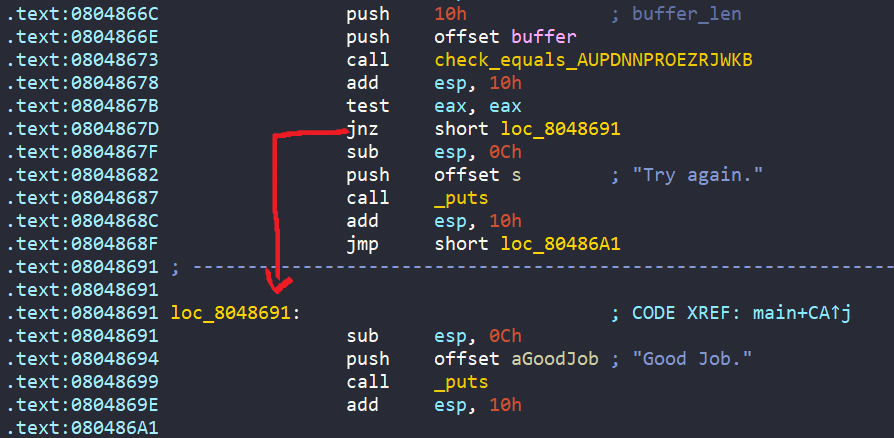 .text:0804866C push 10h ; buffer_len
.text:0804866E push offset buffer
.text:08048673 call check_equals_AUPDNNPROEZRJWKB
.text:08048678 add esp, 10h
.text:0804867B test eax, eax
.text:0804867D jnz short loc_8048691
.text:0804867F sub esp, 0Ch
.text:08048682 push offset s ; "Try again."
.text:08048687 call _puts
.text:0804868C add esp, 10h
.text:0804868F jmp short loc_80486A1
.text:08048691 ; ---------------------------------------------------------------
.text:08048691
.text:08048691 loc_8048691: ; CODE XREF: main+CA↑j
.text:08048691 sub esp, 0Ch
.text:08048694 push offset aGoodJob ; "Good Job."
.text:08048699 call _puts
.text:0804869E add esp, 10h
.text:080486A1